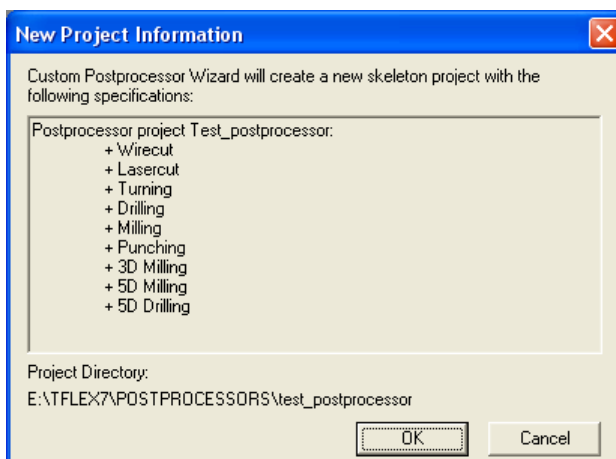 New Project Information
Custom Postprocessor Wizard will create a new skeleton project with the
following specifications:
Postprocessor project Test_postprocessor:
+ Wirecut
+ Lasercut
+ Turning
+ Drilling
+ Milling
+ Punching
+ 3D Milling
+ 5D Milling
+ 5D Drilling
Project Directory:
E:\TFLEX7\POSTPROCESSORS\test_postprocessor
OK
Cancel